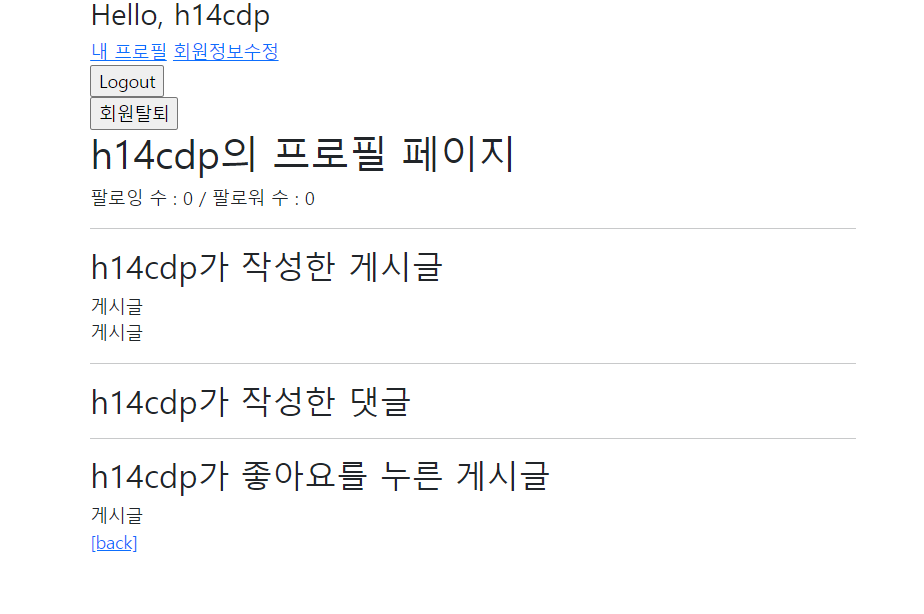 Hello, h14cdp
내 프로필 회원정보수정
Logout
회원탈퇴
h14cdp의 프로필 페이지
팔로잉 수 : 0 / 팔로워 수 : 0
h14cdp가 작성한 게시글
게시글
게시글
h14cdp가 작성한 댓글
h14cdp가 좋아요를 누른 게시글
게시글
[back]